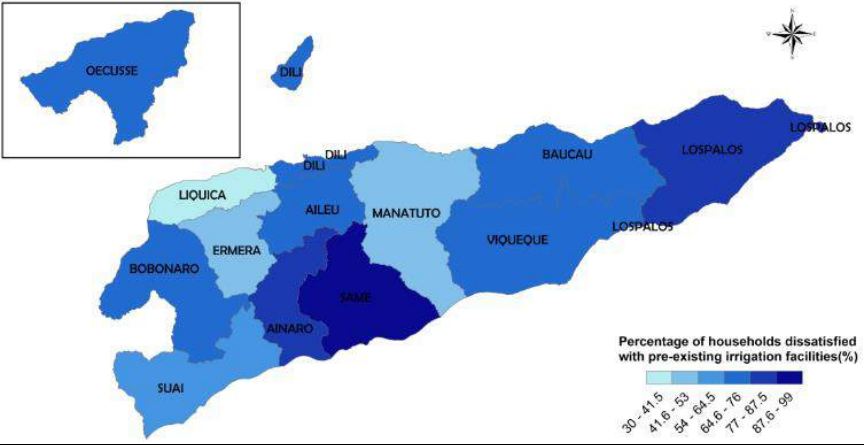 N
W
E
S
OECUSSE
DILI
DILI
DILI
BAUCAU
LOSPALOS
LOSPALOS
LIQUICA
AILEU
MANATUTO
ERMERA
VIQUEQUE
LOSPALOS
BOBONARO
SAME
AINARO
SUAI
Percentage of households dissatisfied
with pre-existing irrigation facilities(%)
30 - 41.5
41.6 - 53
54 - 64.5
64.6 - 76
77 - 87.5
87.6 - 99